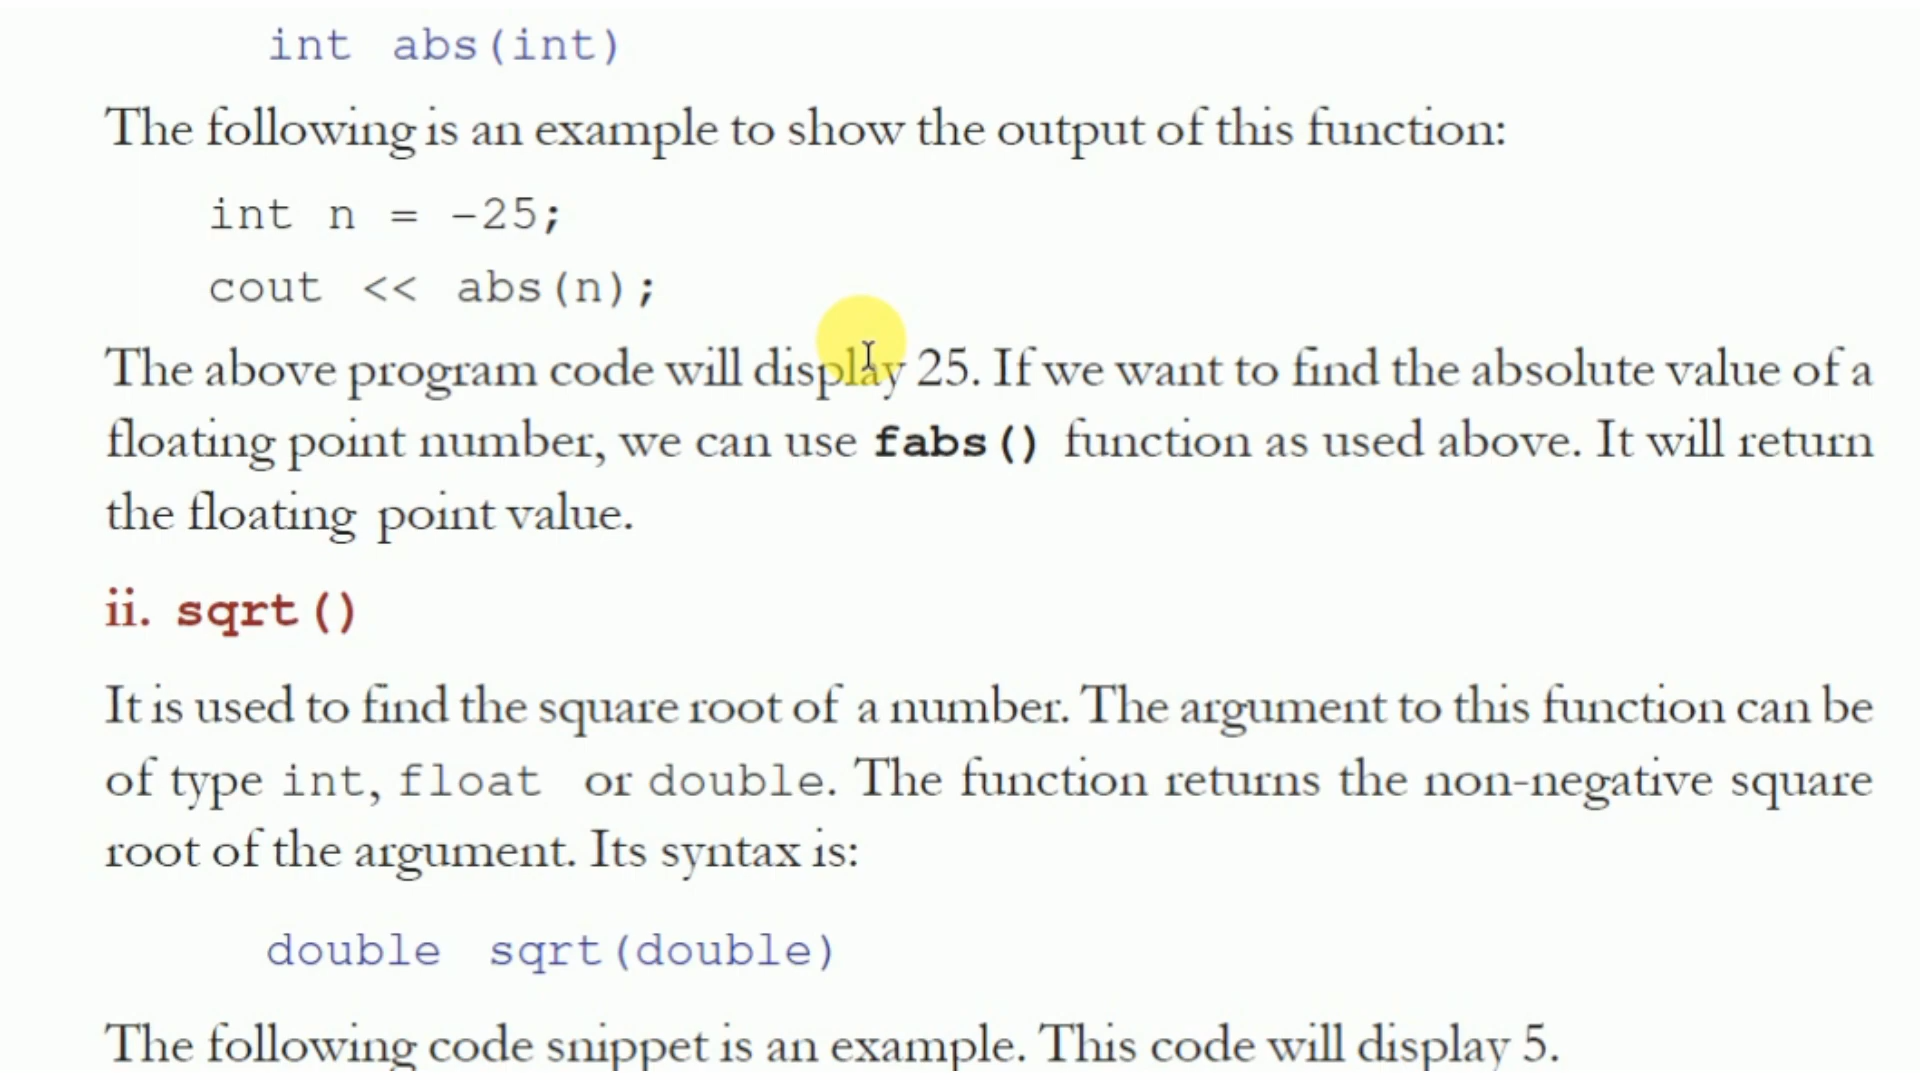 int abs(int)
The following is an example to show the output of this function:
int n = -25;
cout << abs(n);
The above program code will display 25. If we want to find the absolute value of a
floating point number, we can use fabs() function as used above. It will return
the floating point value.
ii. sqrt()
It is used to find the square root of a number. The argument to this function can be
of type int, float or double. The function returns the non-negative square
root of the argument. Its syntax is:
double sqrt(double)
The following code snippet is an example. This code will display 5.